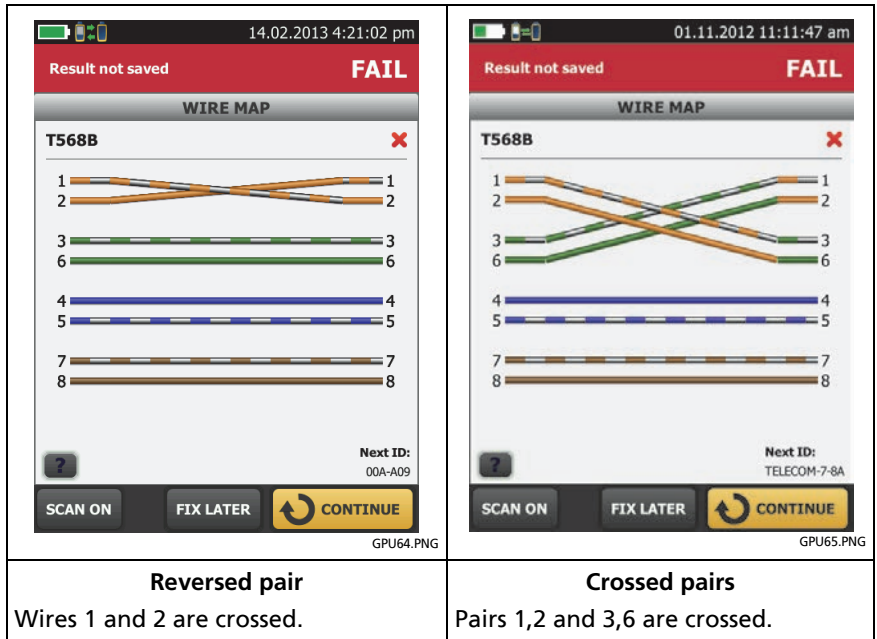 14.02.2013 4:21:02 pm
Result not saved FAIL
WIRE MAP
T568B
1 1
2 2
3 3
6 6
4 4
5 5
7 7
8 8
Next ID:
? 00A-A09
SCAN ON FIX LATER CONTINUE
GPU64.PNG
Reversed pair
Wires 1 and 2 are crossed.
01.11.2012 11:11:47 am
Result not saved FAIL
WIRE MAP
T568B
1 1
2 2
3 3
6 6
4 4
5 5
7 7
8 8
Next ID:
? TELECOM-7-8A
SCAN ON FIX LATER CONTINUE
GPU65.PNG
Crossed pairs
Pairs 1,2 and 3,6 are crossed.